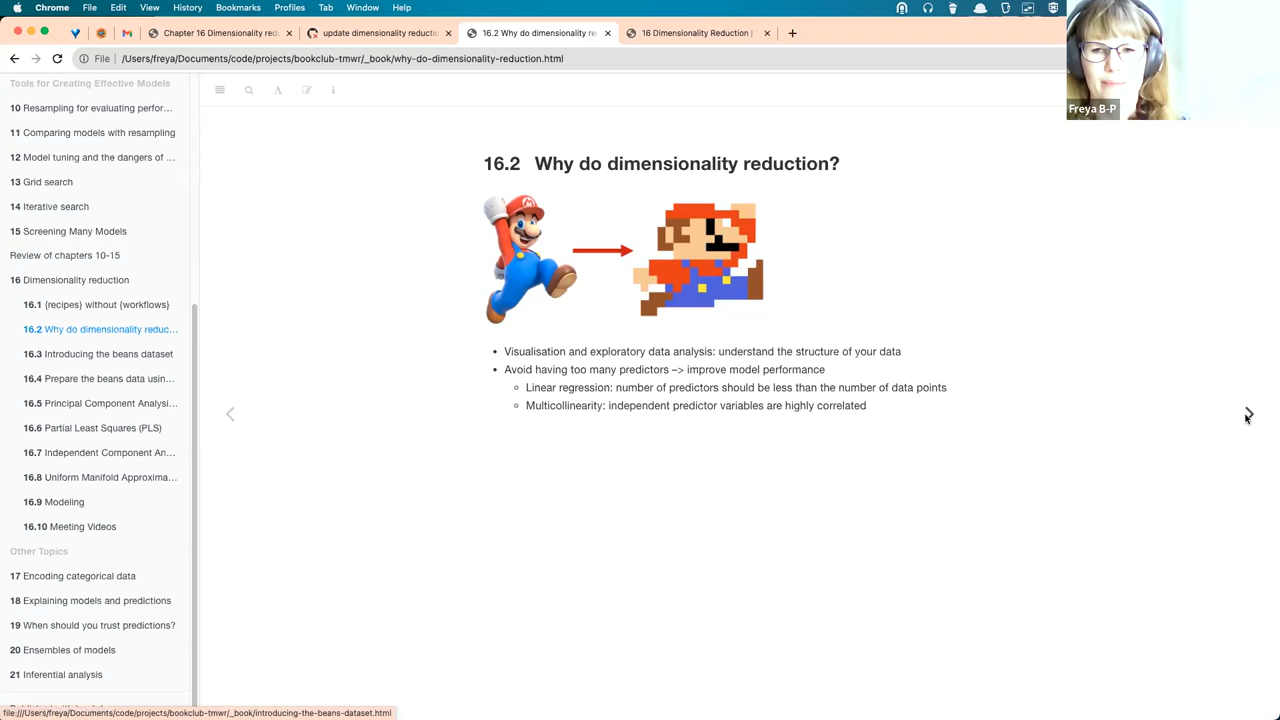 Chrome File Edit View History Bookmarks Profiles Tab Window Help
Chapter 16 Dimensionality red… update dimensionality reductio… 16.2 Why do dimensionality re… 16 Dimensionality Reduction |
File /Users/freya/Documents/code/projects/bookclub-tmwr/_book/why-do-dimensionality-reduction.html
Freya B-P
Tools for Creating Effective Models
10 Resampling for evaluating perfor…
11 Comparing models with resampling
12 Model tuning and the dangers of …
13 Grid search
14 Iterative search
15 Screening Many Models
Review of chapters 10-15
16 Dimensionality reduction
16.1 {recipes} without {workflows}
16.2 Why do dimensionality reduc…
16.3 Introducing the beans dataset
16.4 Prepare the beans data usin…
16.5 Principal Component Analysi…
16.6 Partial Least Squares (PLS)
16.7 Independent Component An…
16.8 Uniform Manifold Approxima…
16.9 Modeling
16.10 Meeting Videos
Other Topics
17 Encoding categorical data
18 Explaining models and predictions
19 When should you trust predictions?
20 Ensembles of models
21 Inferential analysis
16.2 Why do dimensionality reduction?
• Visualisation and exploratory data analysis: understand the structure of your data
• Avoid having too many predictors –> improve model performance
○ Linear regression: number of predictors should be less than the number of data points
○ Multicollinearity: independent predictor variables are highly correlated
file:///Users/freya/Documents/code/projects/bookclub-tmwr/_book/introducing-the-beans-dataset.html